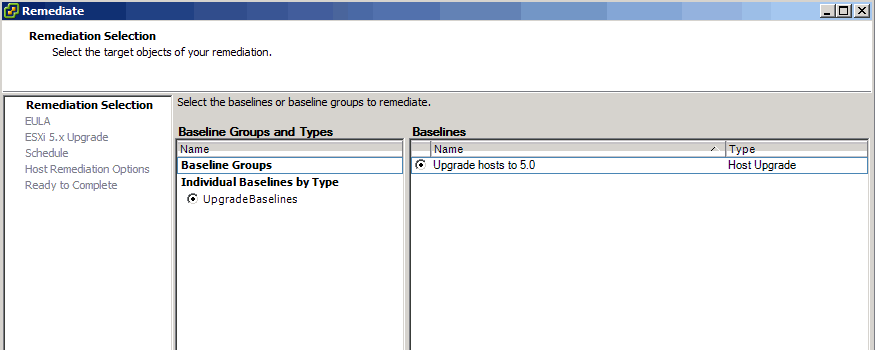 Remediate
Remediation Selection
Select the target objects of your remediation.
Remediation Selection
EULA
ESXi 5.x Upgrade
Schedule
Host Remediation Options
Ready to Complete
Select the baselines or baseline groups to remediate.
Baseline Groups and Types
Name
Baseline Groups
Individual Baselines by Type
UpgradeBaselines
Baselines
Name Type
Upgrade hosts to 5.0 Host Upgrade